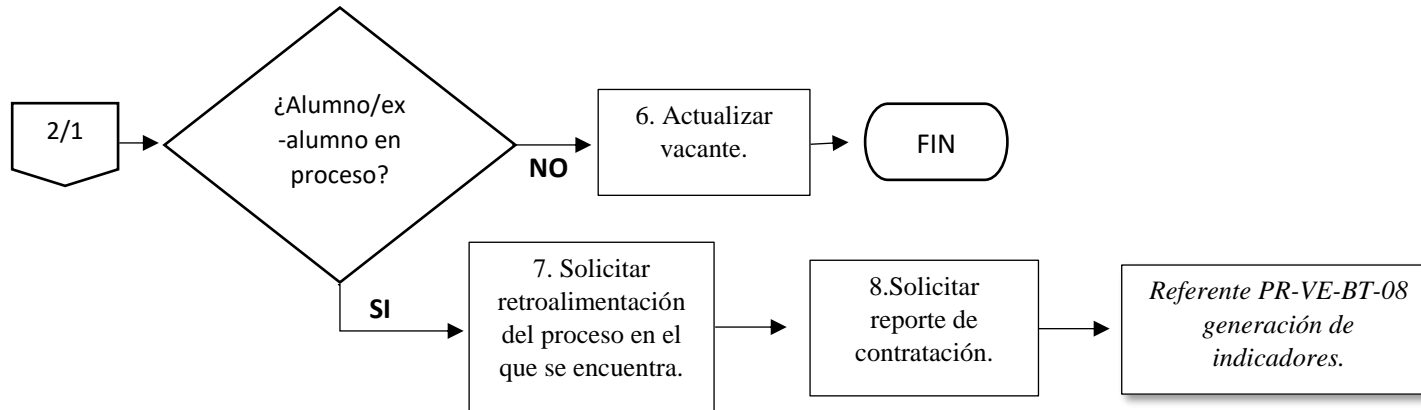 2/1
¿Alumno/ex
-alumno en
proceso?
NO
6. Actualizar
vacante.
FIN
SI
7. Solicitar
retroalimentación
del proceso en el
que se encuentra.
8.Solicitar
reporte de
contratación.
Referente PR-VE-BT-08
generación de
indicadores.